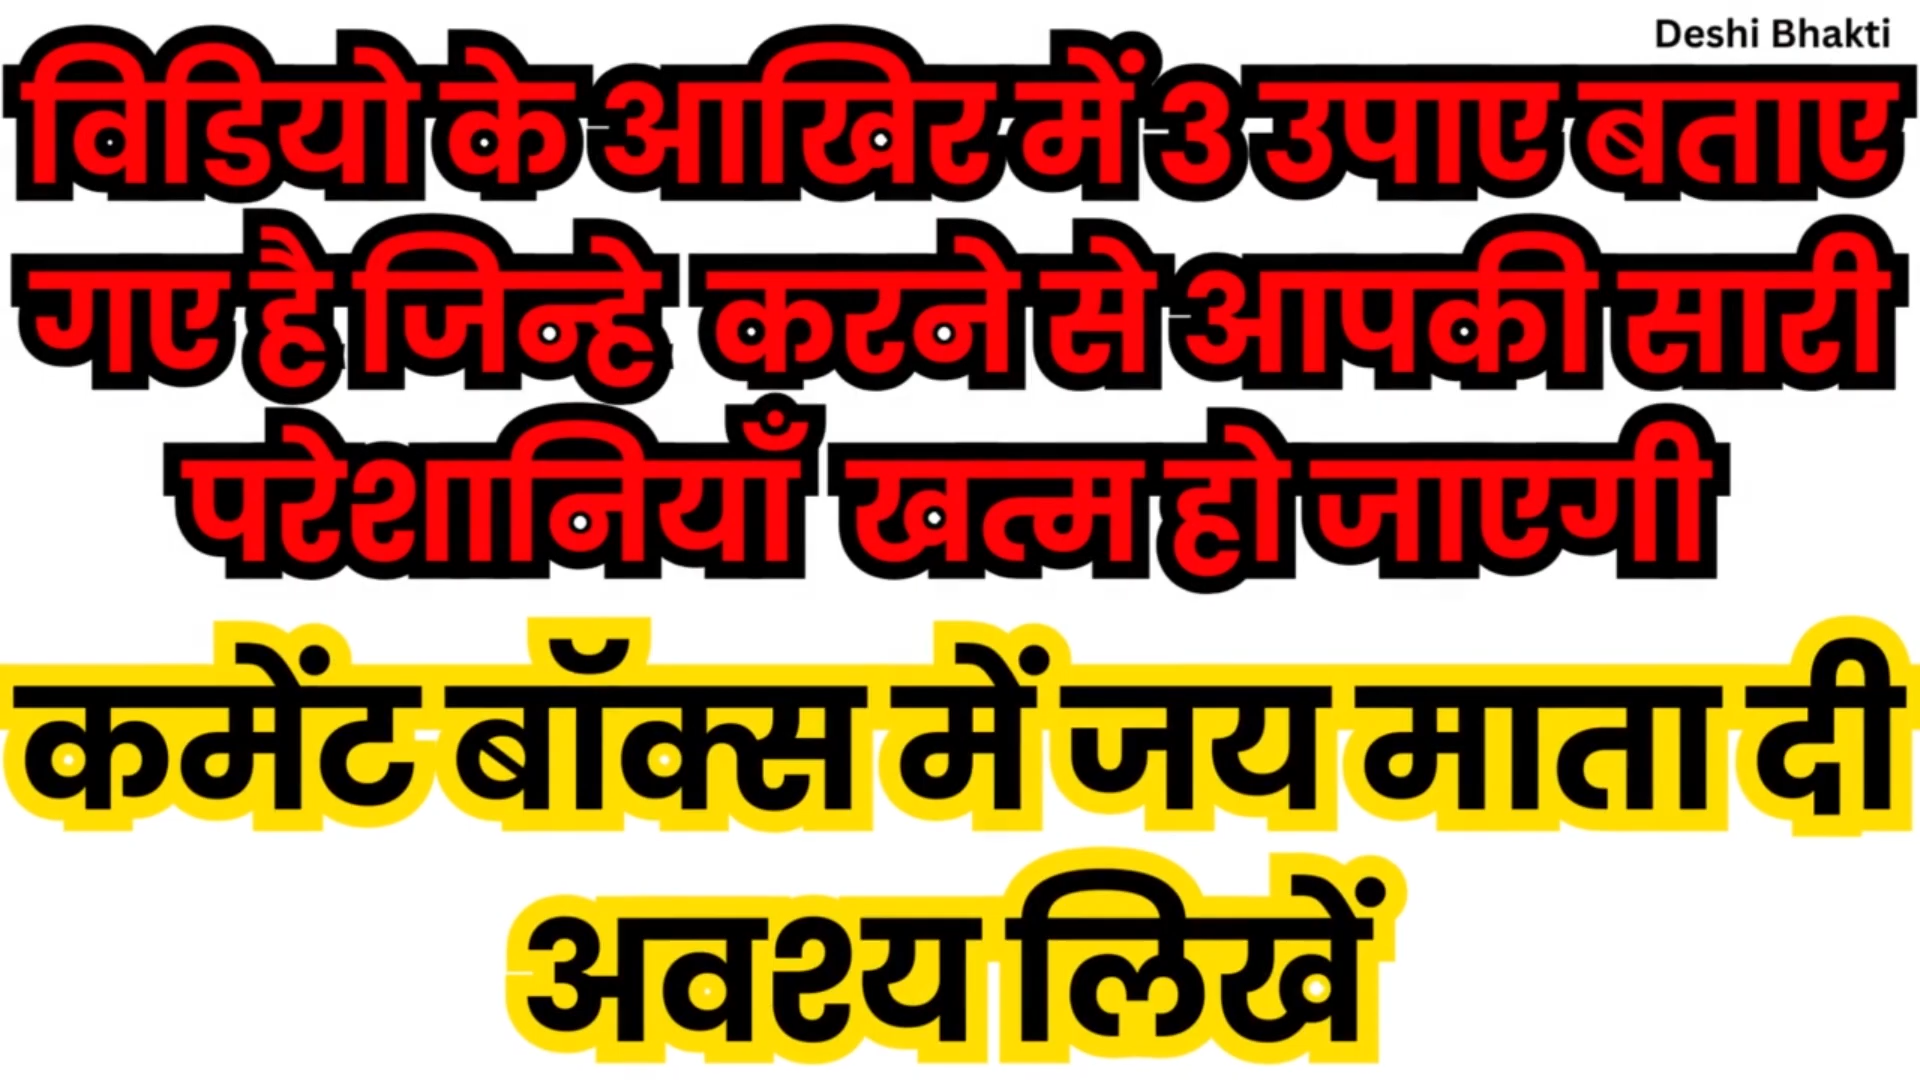 Deshi Bhakti
विडियो के आखिर में 3 उपाए बताए
गए है जिन्हे करने से आपकी सारी
परेशानियाँ खत्म हो जाएगी
कमेंट बॉक्स में जय माता दी
अवश्य लिखें